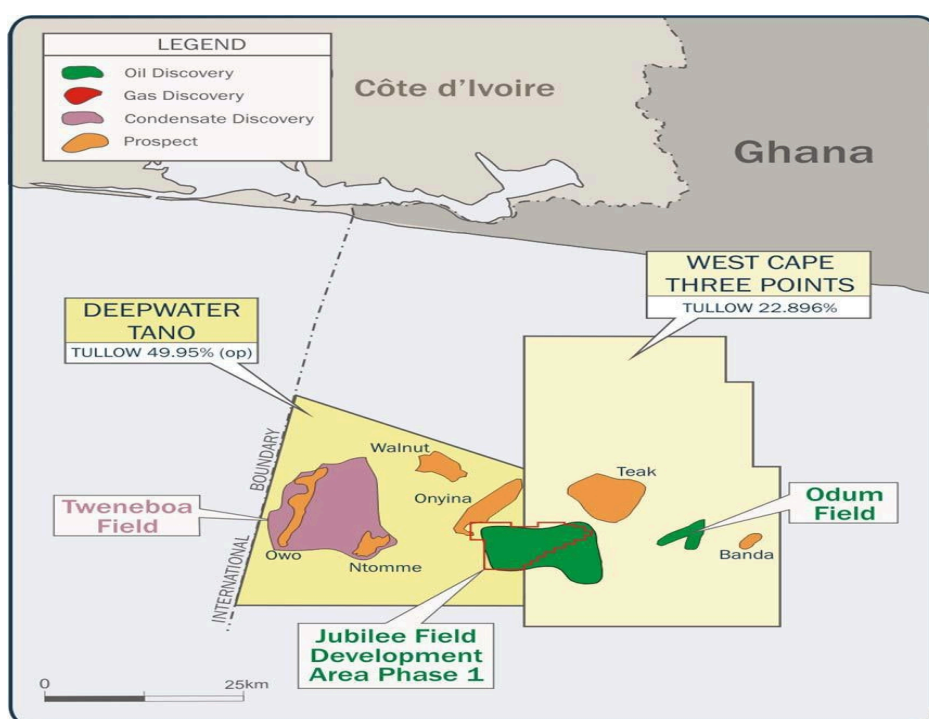 LEGEND
Oil Discovery
Gas Discovery
Condensate Discovery
Prospect
Côte d’Ivoire
Ghana
WEST CAPE
THREE POINTS
TULLOW 22.896%
DEEPWATER
TANO
TULLOW 49.95% (op)
INTERNATIONAL BOUNDARY
Walnut
Onyina
Teak
Tweneboa
Field
Owo
Ntomme
Odum
Field
Banda
Jubilee Field
Development
Area Phase 1
0 25km